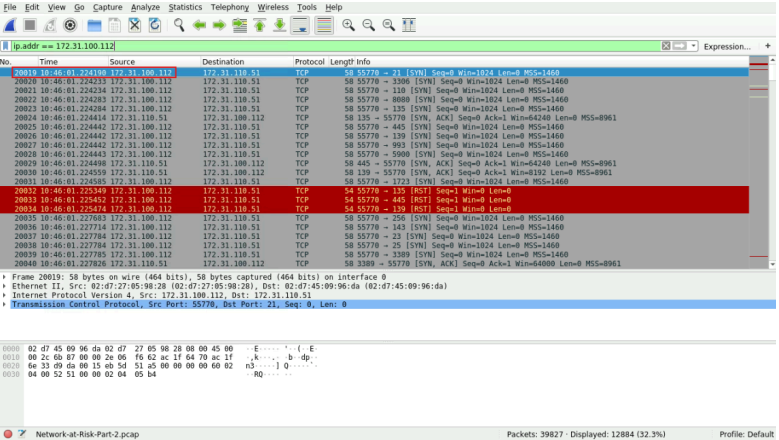 File Edit View Go Capture Analyze Statistics Telephony Wireless Tools Help
ip.addr == 172.31.100.112 Expression... +
No. Time Source Destination Protocol Length Info
20019 10:46:01.224190 172.31.100.112 172.31.110.51 TCP 58 55770 → 21 [SYN] Seq=0 Win=1024 Len=0 MSS=1460
20020 10:46:01.224233 172.31.100.112 172.31.110.51 TCP 58 55770 → 3306 [SYN] Seq=0 Win=1024 Len=0 MSS=1460
20021 10:46:01.224234 172.31.100.112 172.31.110.51 TCP 58 55770 → 110 [SYN] Seq=0 Win=1024 Len=0 MSS=1460
20022 10:46:01.224283 172.31.100.112 172.31.110.51 TCP 58 55770 → 8080 [SYN] Seq=0 Win=1024 Len=0 MSS=1460
20023 10:46:01.224284 172.31.100.112 172.31.110.51 TCP 58 55770 → 135 [SYN] Seq=0 Win=1024 Len=0 MSS=1460
20024 10:46:01.224414 172.31.110.51 172.31.100.112 TCP 58 135 → 55770 [SYN, ACK] Seq=0 Ack=1 Win=64240 Len=0 MSS=8961
20025 10:46:01.224442 172.31.100.112 172.31.110.51 TCP 58 55770 → 445 [SYN] Seq=0 Win=1024 Len=0 MSS=1460
20026 10:46:01.224442 172.31.100.112 172.31.110.51 TCP 58 55770 → 139 [SYN] Seq=0 Win=1024 Len=0 MSS=1460
20027 10:46:01.224442 172.31.100.112 172.31.110.51 TCP 58 55770 → 993 [SYN] Seq=0 Win=1024 Len=0 MSS=1460
20028 10:46:01.224443 172.31.100.112 172.31.110.51 TCP 58 55770 → 5900 [SYN] Seq=0 Win=1024 Len=0 MSS=1460
20029 10:46:01.224498 172.31.110.51 172.31.100.112 TCP 58 445 → 55770 [SYN, ACK] Seq=0 Ack=1 Win=64240 Len=0 MSS=8961
20030 10:46:01.224559 172.31.110.51 172.31.100.112 TCP 58 139 → 55770 [SYN, ACK] Seq=0 Ack=1 Win=8192 Len=0 MSS=8961
20031 10:46:01.224595 172.31.100.112 172.31.110.51 TCP 58 55770 → 1723 [SYN] Seq=0 Win=1024 Len=0 MSS=1460
20032 10:46:01.225349 172.31.100.112 172.31.110.51 TCP 54 55770 → 135 [RST] Seq=1 Win=0 Len=0
20033 10:46:01.225452 172.31.100.112 172.31.110.51 TCP 54 55770 → 445 [RST] Seq=1 Win=0 Len=0
20034 10:46:01.225474 172.31.100.112 172.31.110.51 TCP 54 55770 → 139 [RST] Seq=1 Win=0 Len=0
20035 10:46:01.227683 172.31.100.112 172.31.110.51 TCP 58 55770 → 256 [SYN] Seq=0 Win=1024 Len=0 MSS=1460
20036 10:46:01.227714 172.31.100.112 172.31.110.51 TCP 58 55770 → 143 [SYN] Seq=0 Win=1024 Len=0 MSS=1460
20037 10:46:01.227784 172.31.100.112 172.31.110.51 TCP 58 55770 → 23 [SYN] Seq=0 Win=1024 Len=0 MSS=1460
20038 10:46:01.227784 172.31.100.112 172.31.110.51 TCP 58 55770 → 25 [SYN] Seq=0 Win=1024 Len=0 MSS=1460
20039 10:46:01.227785 172.31.100.112 172.31.110.51 TCP 58 55770 → 3389 [SYN] Seq=0 Win=1024 Len=0 MSS=1460
20040 10:46:01.227826 172.31.110.51 172.31.100.112 TCP 58 3389 → 55770 [SYN, ACK] Seq=0 Ack=1 Win=64000 Len=0 MSS=8961
Frame 20019: 58 bytes on wire (464 bits), 58 bytes captured (464 bits) on interface 0
Ethernet II, Src: 02:d7:27:05:98:28 (02:d7:27:05:98:28), Dst: 02:d7:45:09:96:da (02:d7:45:09:96:da)
Internet Protocol Version 4, Src: 172.31.100.112, Dst: 172.31.110.51
Transmission Control Protocol, Src Port: 55770, Dst Port: 21, Seq: 0, Len: 0
0000 02 d7 45 09 96 da 02 d7 27 05 98 28 08 00 45 00 ··E····· '··(··E·
0010 00 2c 6b 87 00 00 2e 06 f6 62 ac 1f 64 70 ac 1f ·,k···.· ·b··dp··
0020 6e 33 d9 da 00 15 eb 5d 51 a5 00 00 00 00 60 02 n3·····] Q·····`·
0030 04 00 52 51 00 00 02 04 05 b4 ··RQ···· ··
Network-at-Risk-Part-2.pcap Packets: 39827 · Displayed: 12884 (32.3%) Profile: Default